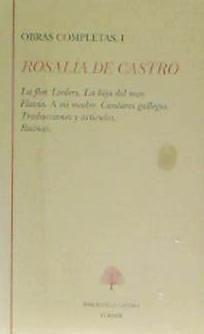 OBRAS COMPLETAS, I
ROSALÍA DE CASTRO
La flor. Lieders. La hija del mar.
Flavio. A mi madre. Cantares gallegos.
Traducciones y artículos.
Ruinas.
BIBLIOTECA CASTRO
TURNER